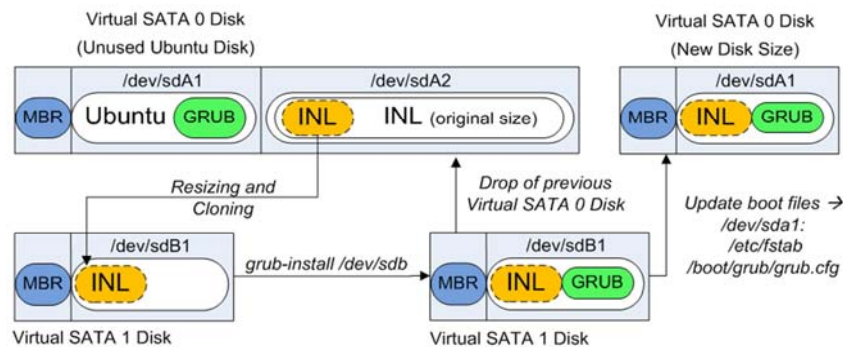 Virtual SATA 0 Disk
(Unused Ubuntu Disk)
/dev/sdA1
/dev/sdA2
MBR
Ubuntu
GRUB
INL
INL (original size)
Virtual SATA 0 Disk
(New Disk Size)
/dev/sdA1
MBR
INL
GRUB
Resizing and
Cloning
Drop of previous
Virtual SATA 0 Disk
Update boot files →
/dev/sda1:
/etc/fstab
/boot/grub/grub.cfg
/dev/sdB1
MBR
INL
Virtual SATA 1 Disk
grub-install /dev/sdb
/dev/sdB1
MBR
INL
GRUB
Virtual SATA 1 Disk